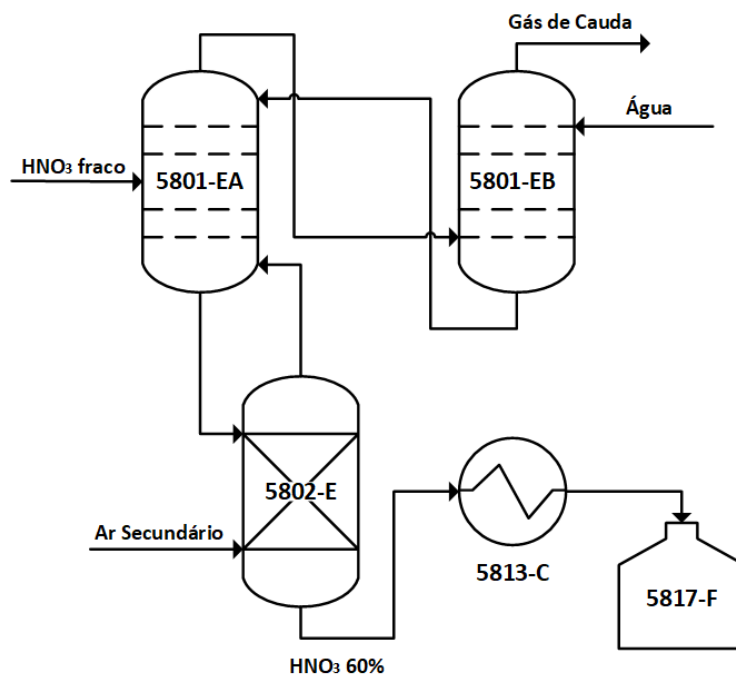 Gás de Cauda
Água
HNO₃ fraco
5801-EA
5801-EB
5802-E
Ar Secundário
5813-C
5817-F
HNO₃ 60%